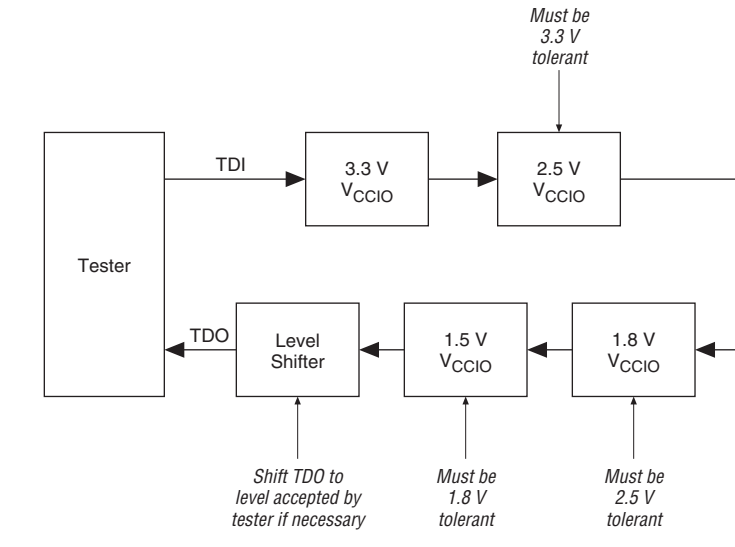 Must be
3.3 V
tolerant
TDI
3.3 V
VCCIO
2.5 V
VCCIO
Tester
TDO
Level
Shifter
1.5 V
VCCIO
1.8 V
VCCIO
Shift TDO to
level accepted by
tester if necessary
Must be
1.8 V
tolerant
Must be
2.5 V
tolerant